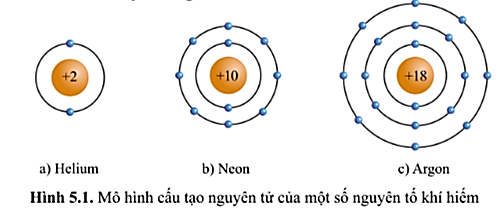 +2
+10
+18
a) Helium
b) Neon
c) Argon
Hình 5.1. Mô hình cấu tạo nguyên tử của một số nguyên tố khí hiếm